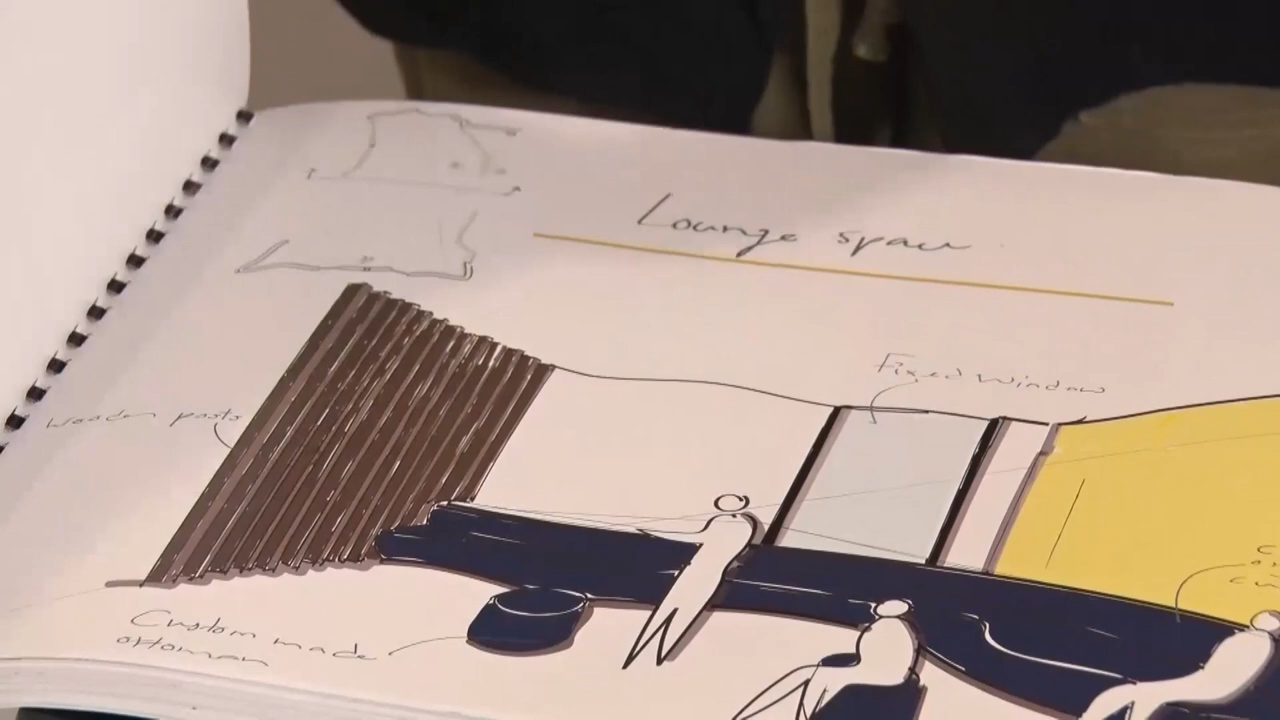 Lounge space
Fixed Window
Wooden posts
Custom made
ottoman